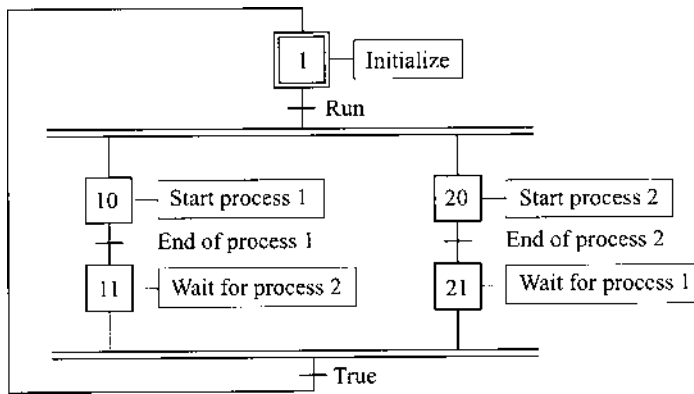 1
Initialize
Run
10
Start process 1
20
Start process 2
End of process 1
End of process 2
11
Wait for process 2
21
Wait for process 1
True